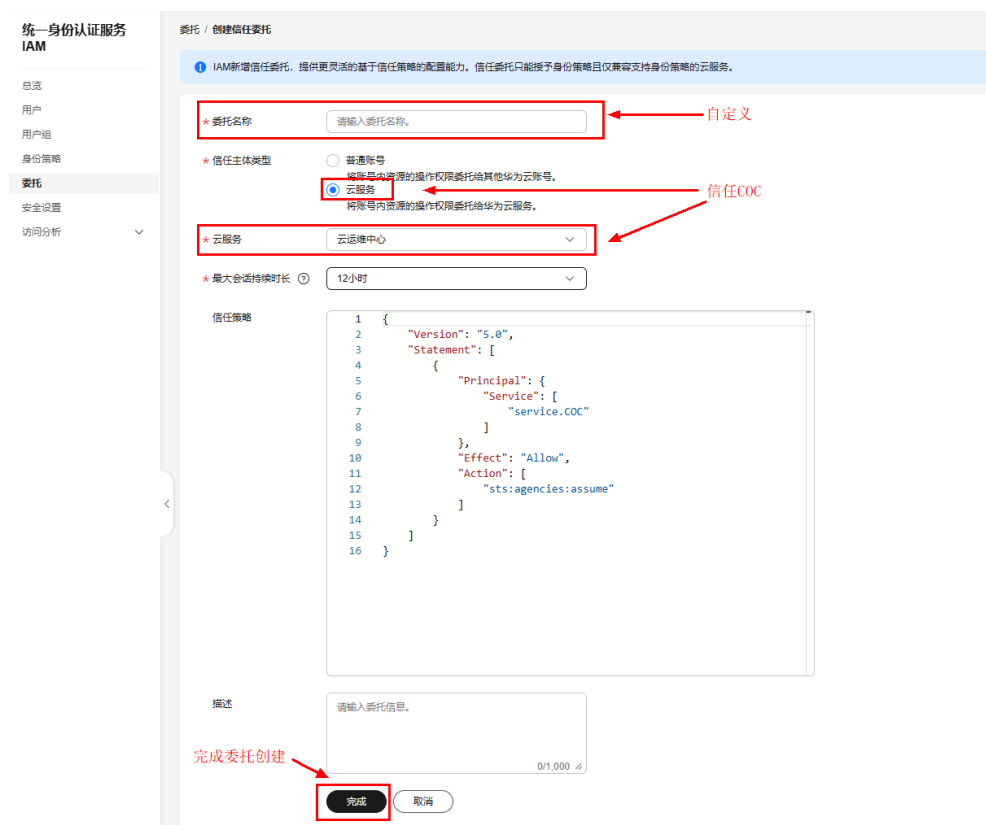 统一身份认证服务
IAM
总览
用户
用户组
身份策略
委托
安全设置
访问分析
委托 / 创建信任委托
IAM新增信任委托，提供更灵活的基于信任策略的配置能力。信任委托只能授予身份策略且仅兼容支持身份策略的云服务。
* 委托名称
请输入委托名称。
自定义
* 信任主体类型
普通账号
将账号内资源的操作权限委托给其他华为云账号。
云服务
将账号内资源的操作权限委托给华为云服务。
信任COC
* 云服务
云运维中心
* 最大会话持续时长
12小时
信任策略
1 {
2 "Version": "5.0",
3 "Statement": [
4 {
5 "Principal": {
6 "Service": [
7 "service.COC"
8 ]
9 },
10 "Effect": "Allow",
11 "Action": [
12 "sts:agencies:assume"
13 ]
14 }
15 ]
16 }
描述
请输入委托信息。
0/1,000
完成委托创建
完成
取消